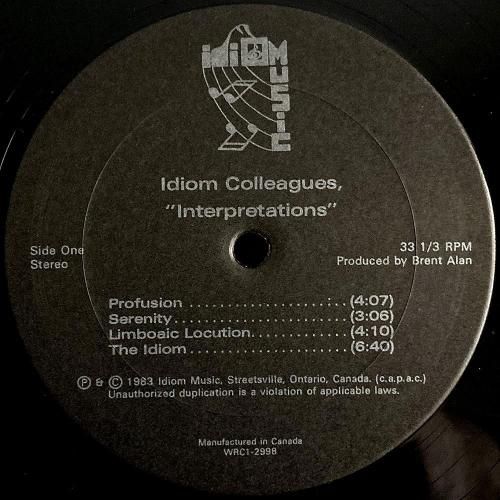 idiOM
MUSiC
Idiom Colleagues,
"Interpretations"
Side One
Stereo
33 1/3 RPM
Produced by Brent Alan
Profusion .....................:.. (4:07)
Serenity........................... (3:06)
Limboaic Locution............... (4:10)
The Idiom......................... (6:40)
Ⓟ & © 1983 Idiom Music, Streetsville, Ontario, Canada. (c.a.p.a.c.)
Unauthorized duplication is a violation of applicable laws.
Manufactured in Canada
WRC1-2998